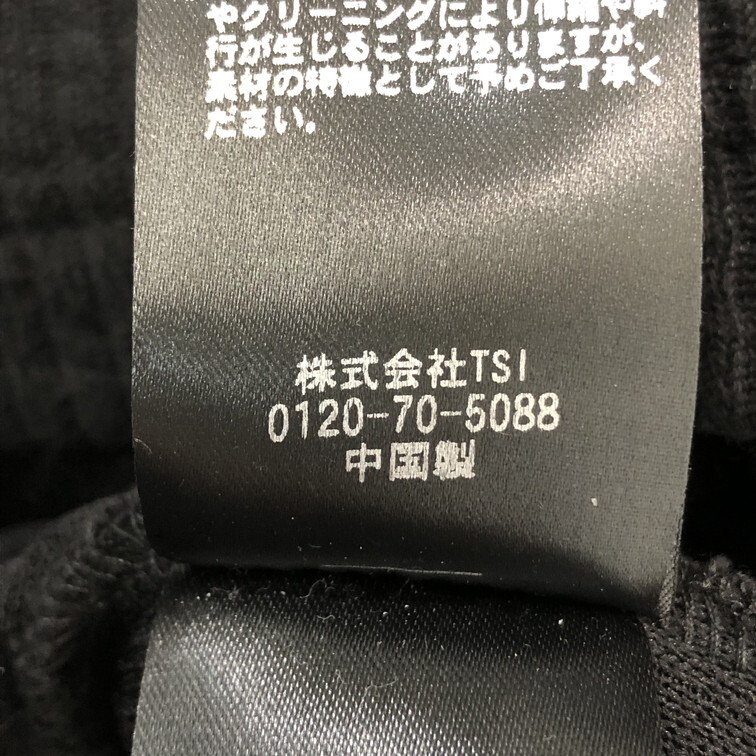 やクリーニングにより伸縮や斜
行が生じることがありますが、
素材の特徴として予めご了承く
ださい。
株式会社TSI
0120-70-5088
中国製